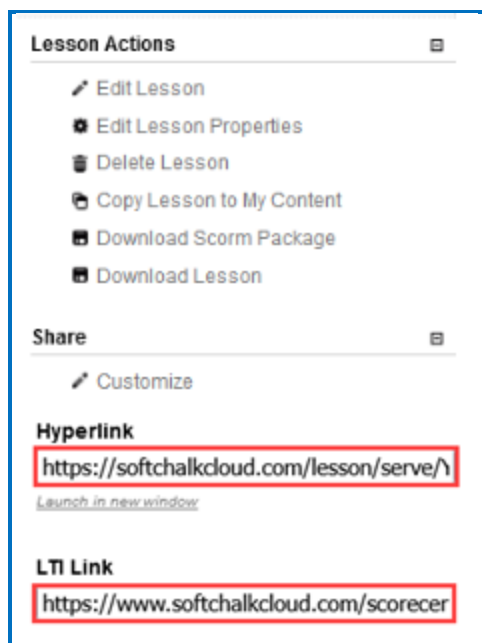 Lesson Actions
Edit Lesson
Edit Lesson Properties
Delete Lesson
Copy Lesson to My Content
Download Scorm Package
Download Lesson
Share
Customize
Hyperlink
https://softchalkcloud.com/lesson/serve/
Launch in new window
LTI Link
https://www.softchalkcloud.com/scorecer